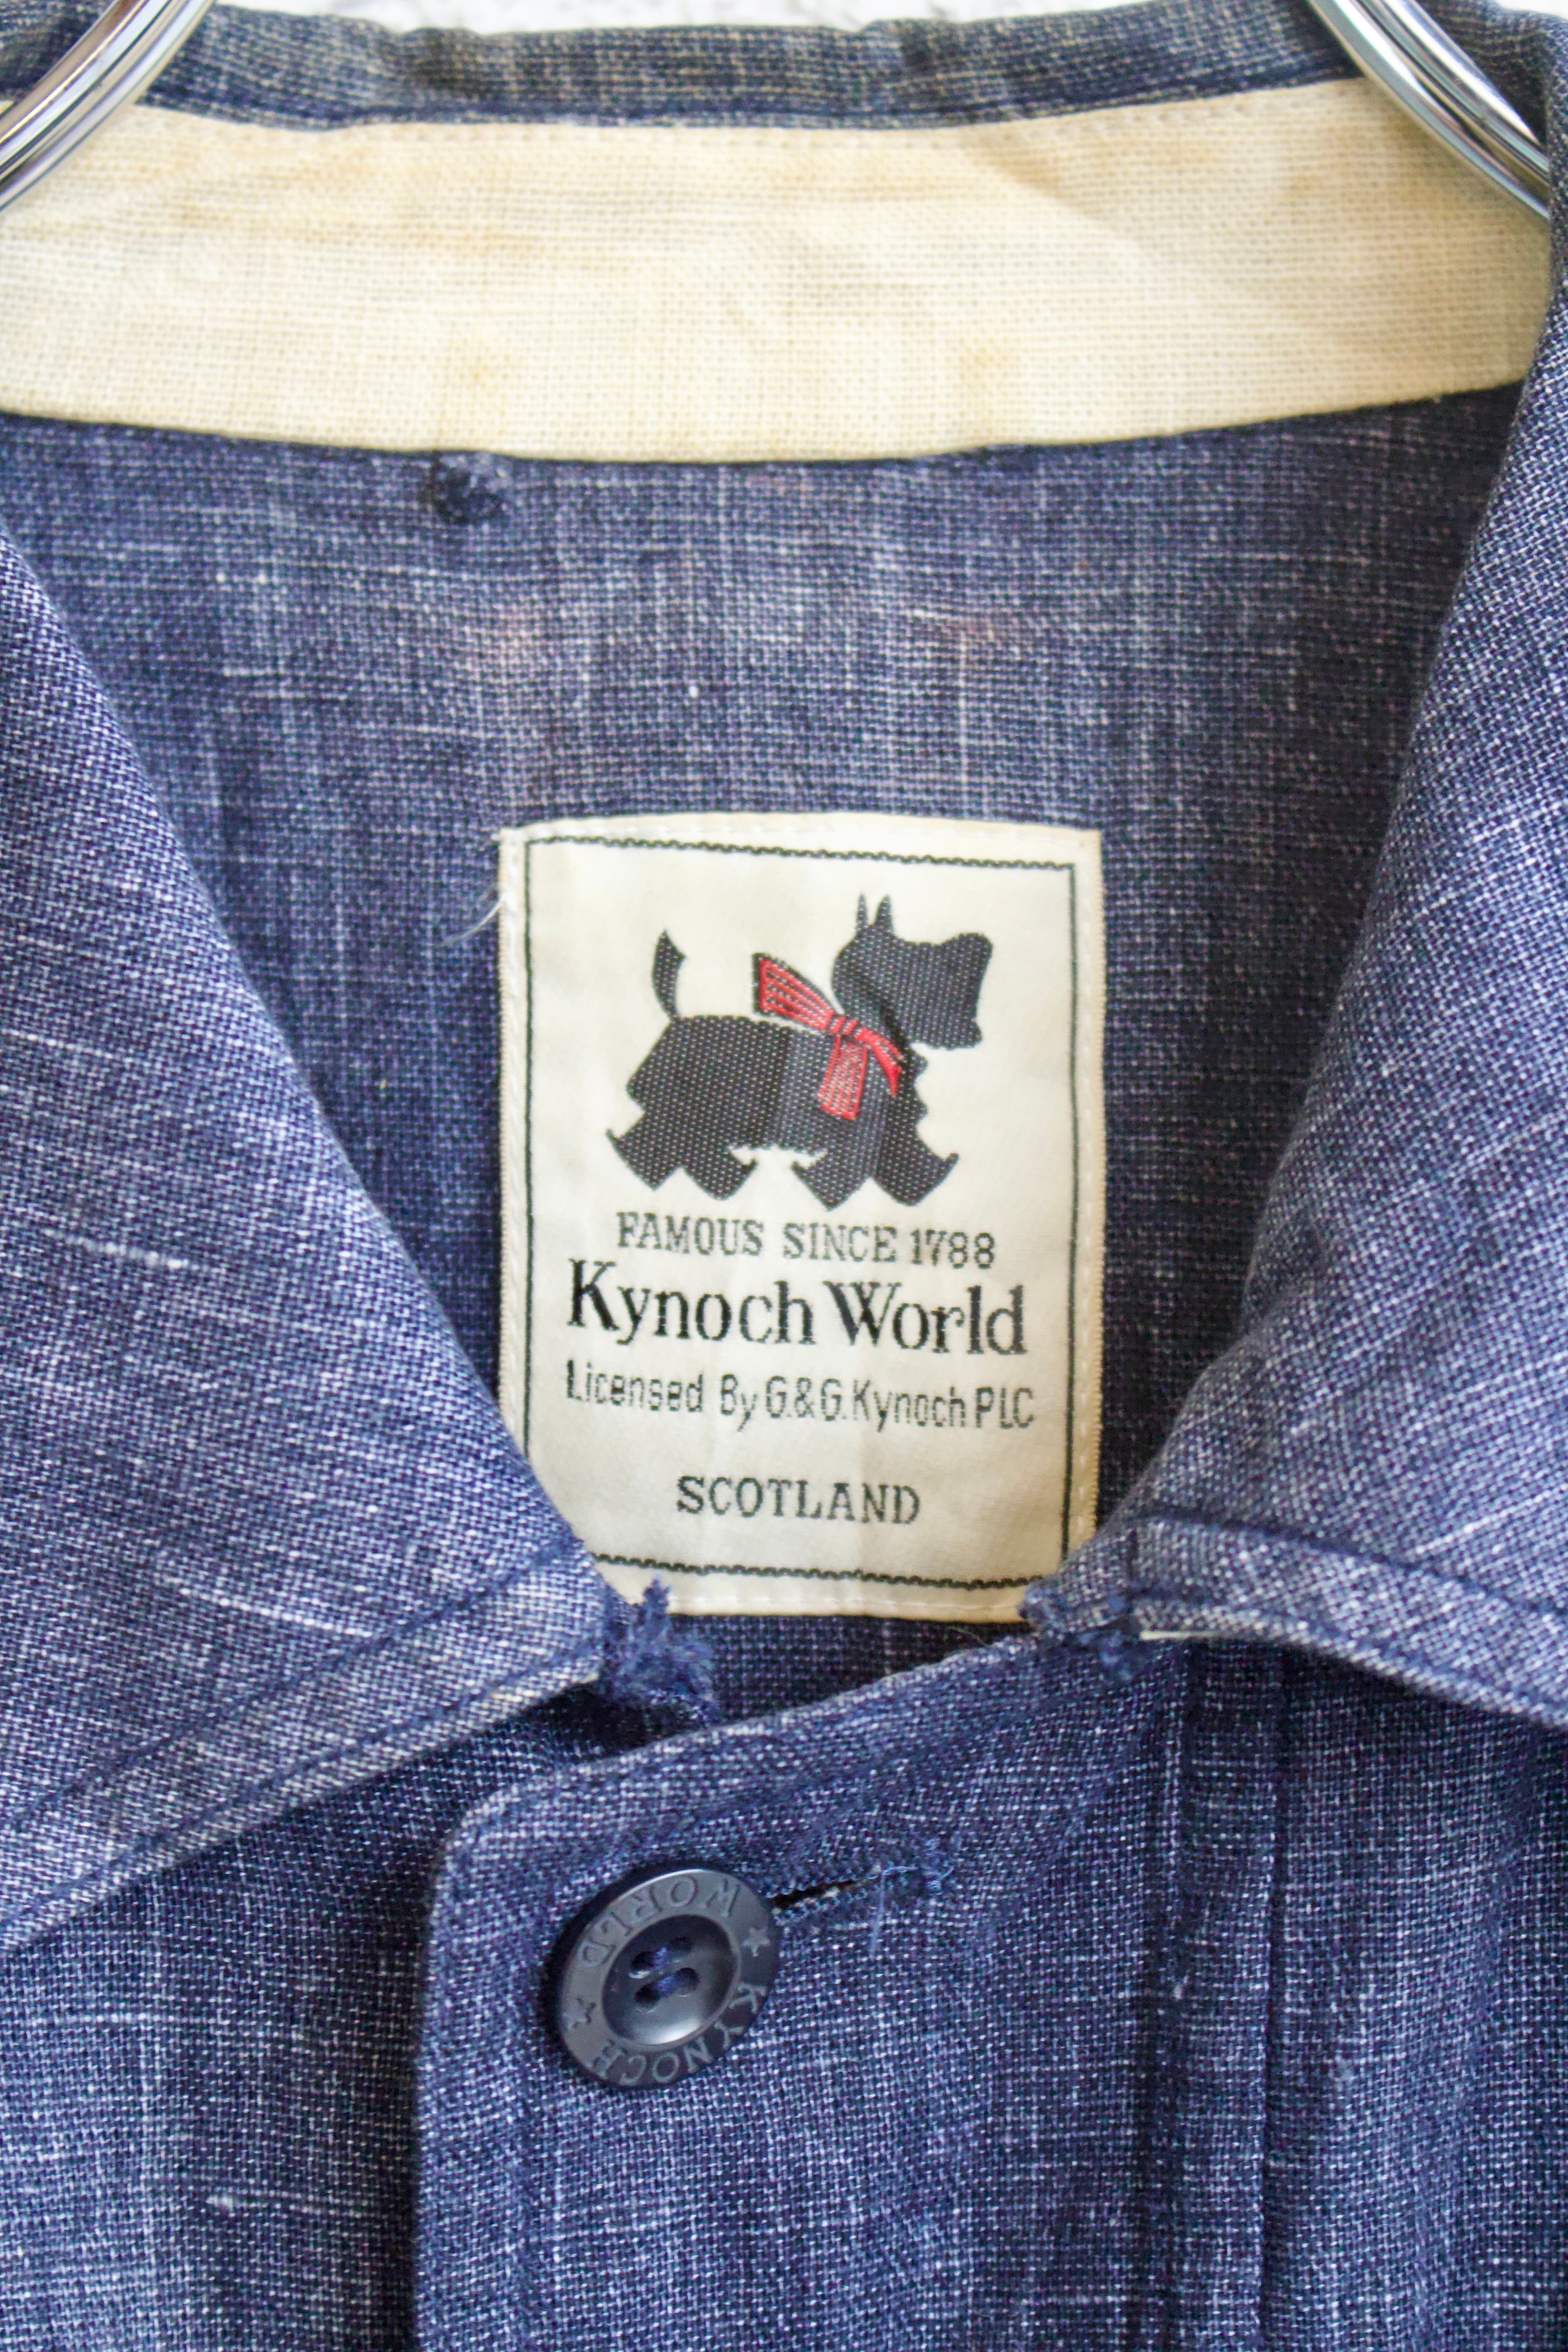 FAMOUS SINCE 1788
Kynoch World
Licensed By G.&G.Kynoch PLC
SCOTLAND
WORLD ★ KYNOCH ★